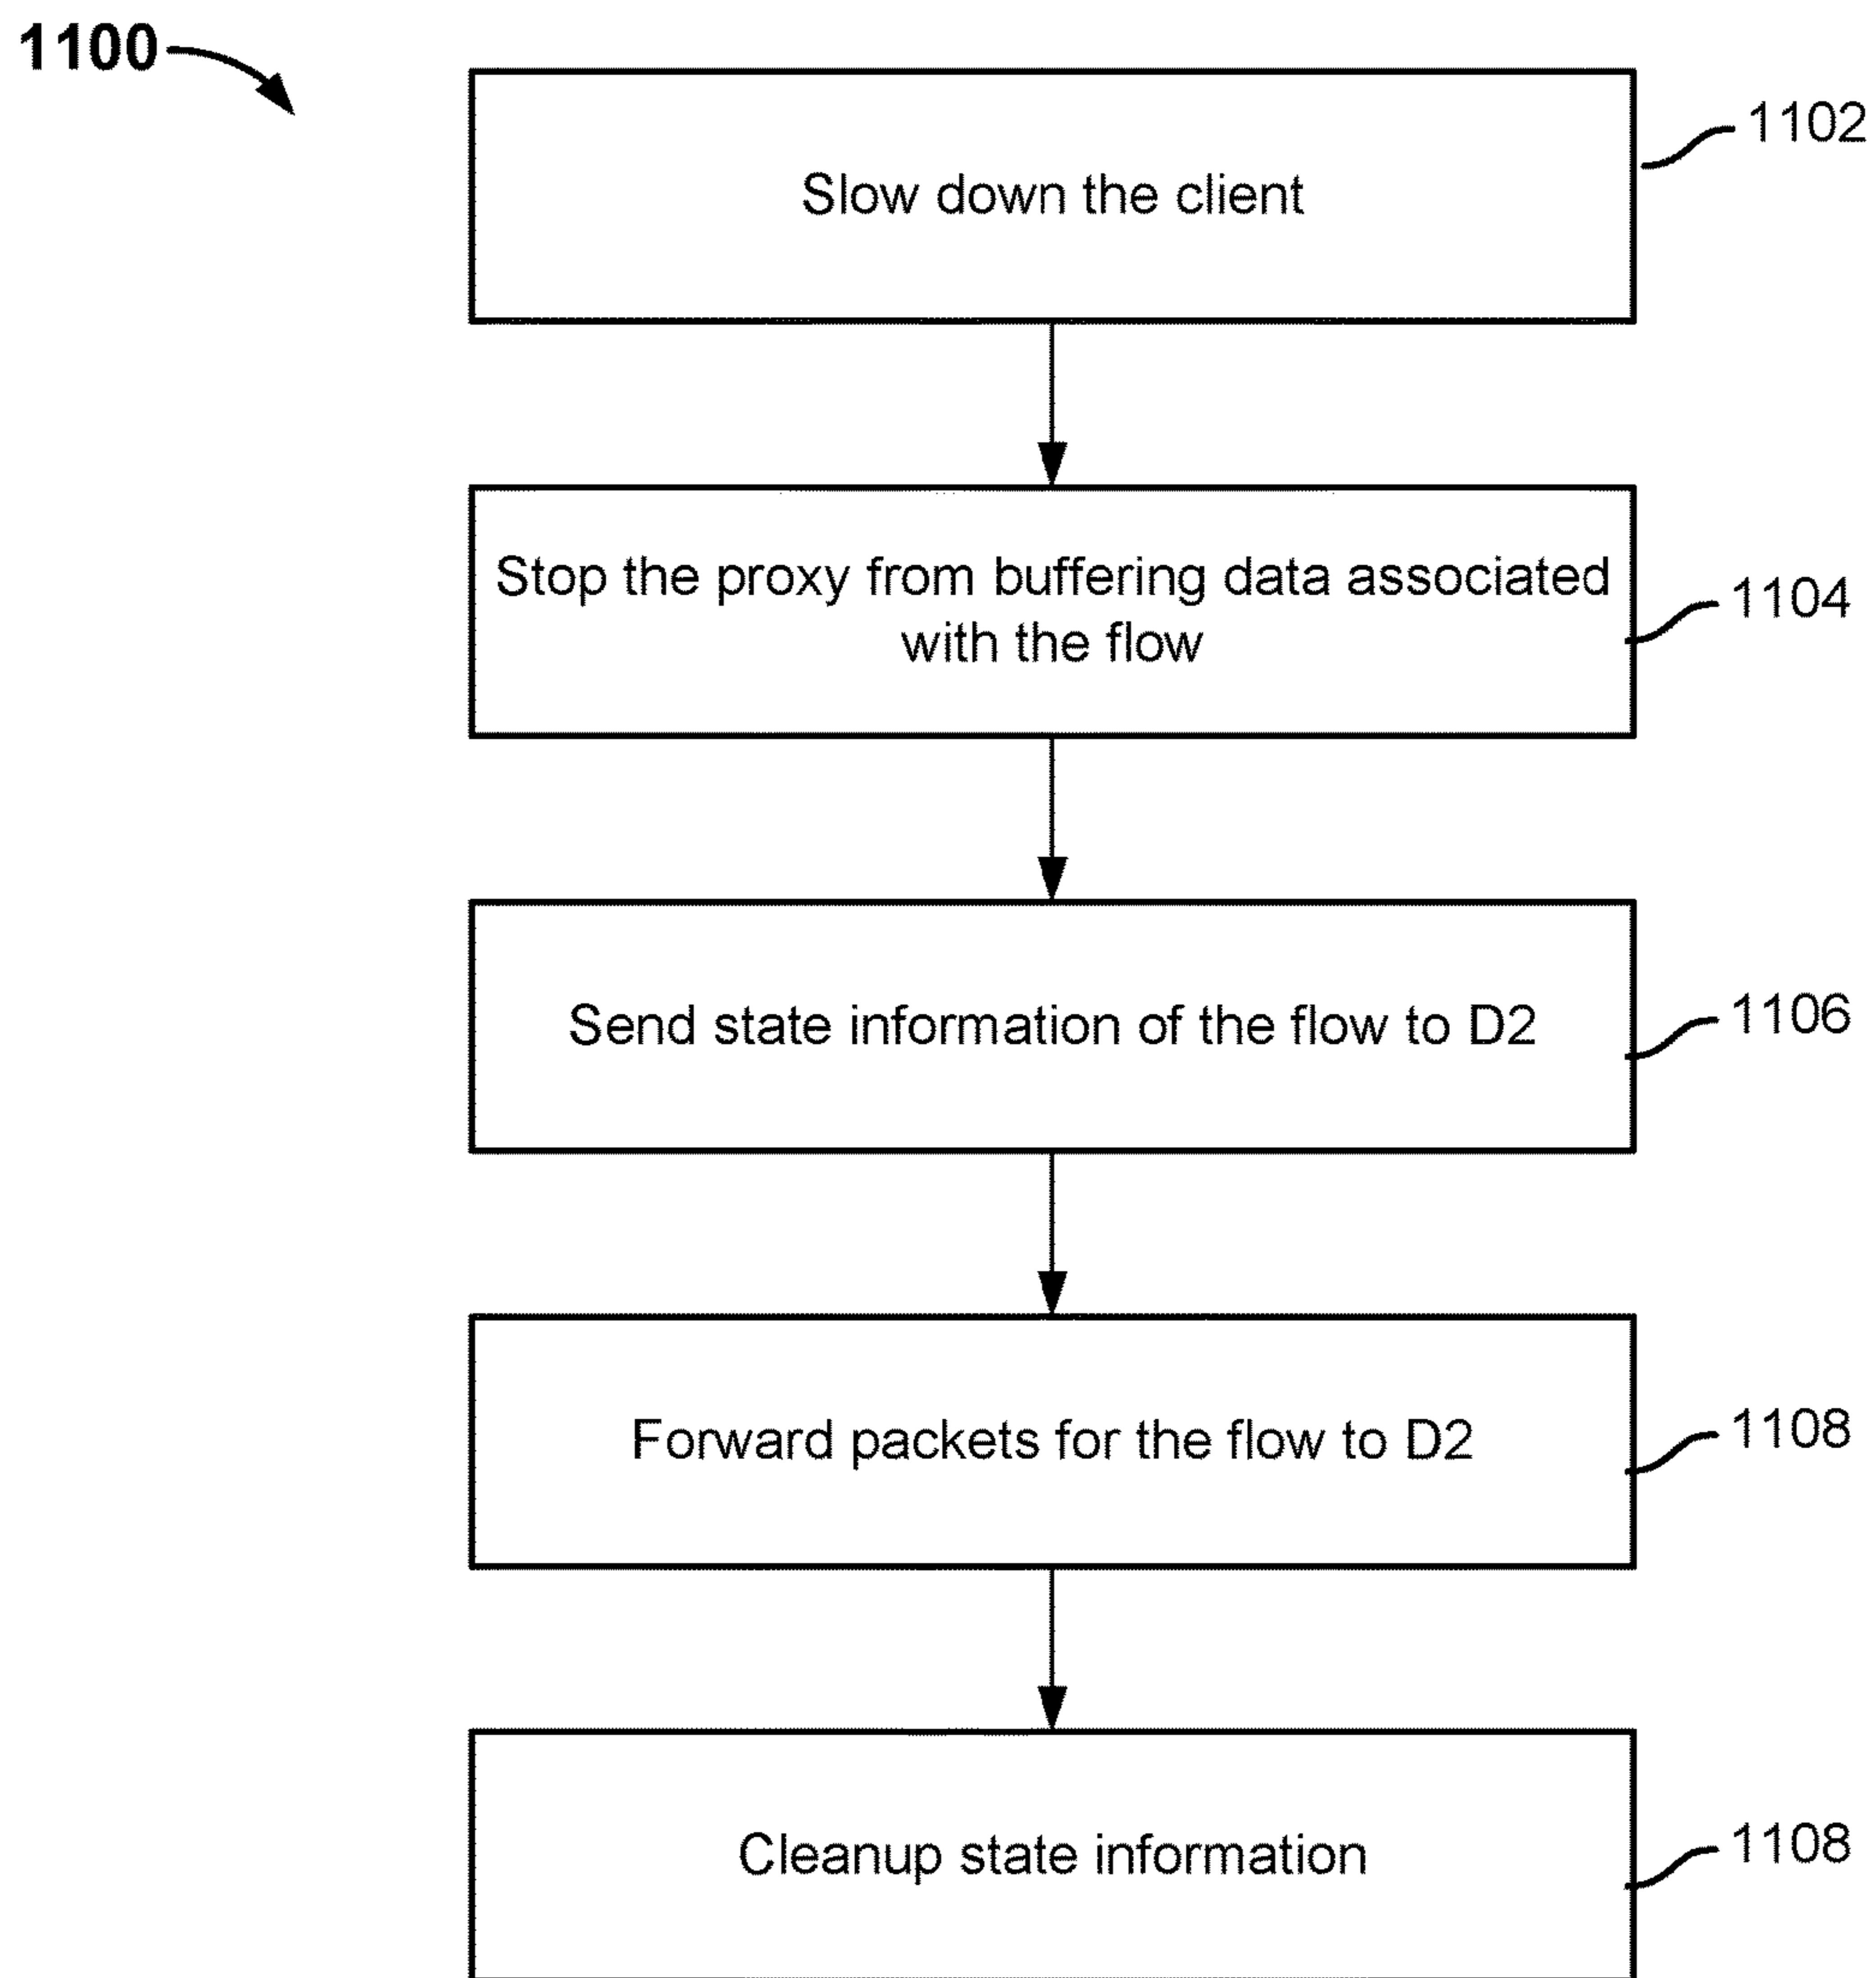 1100
Slow down the client
1102
Stop the proxy from buffering data associated
with the flow
1104
Send state information of the flow to D2
1106
Forward packets for the flow to D2
1108
Cleanup state information
1108